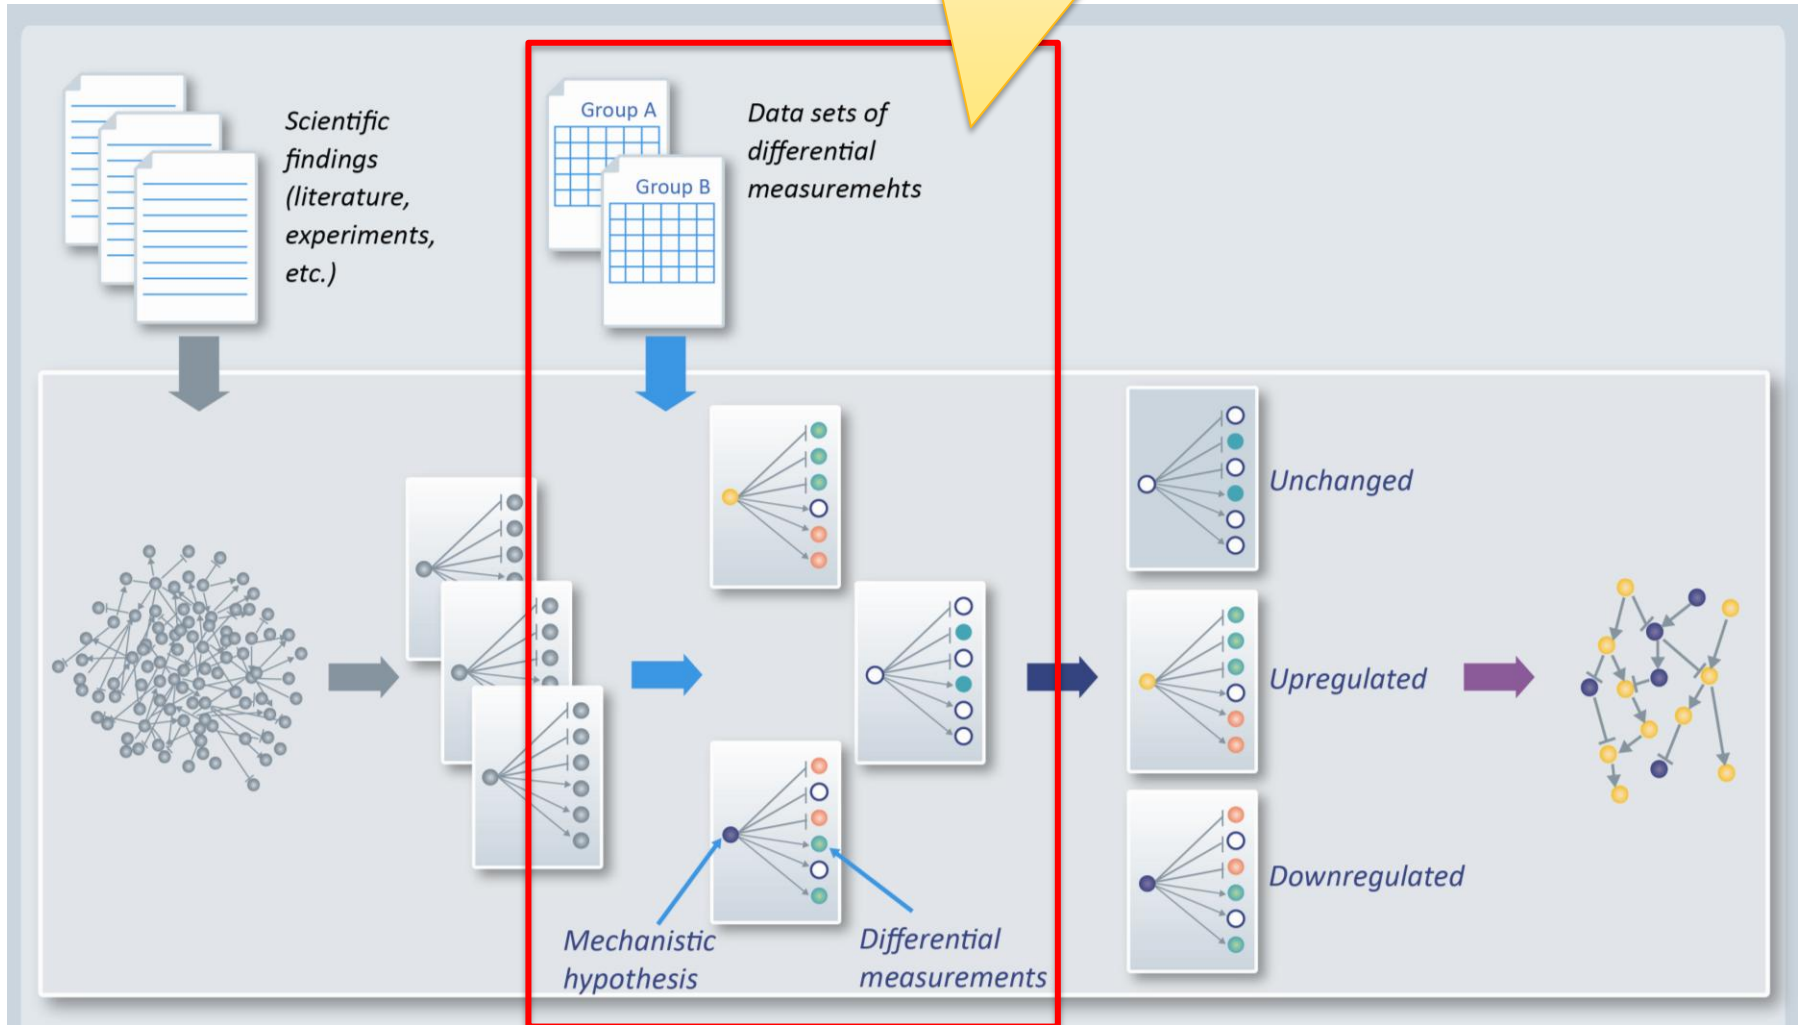 Scientific
findings
(literature,
experiments,
etc.)
Group A
Group B
Data sets of
differential
measuremehts
Unchanged
Upregulated
Downregulated
Mechanistic
hypothesis
Differential
measurements